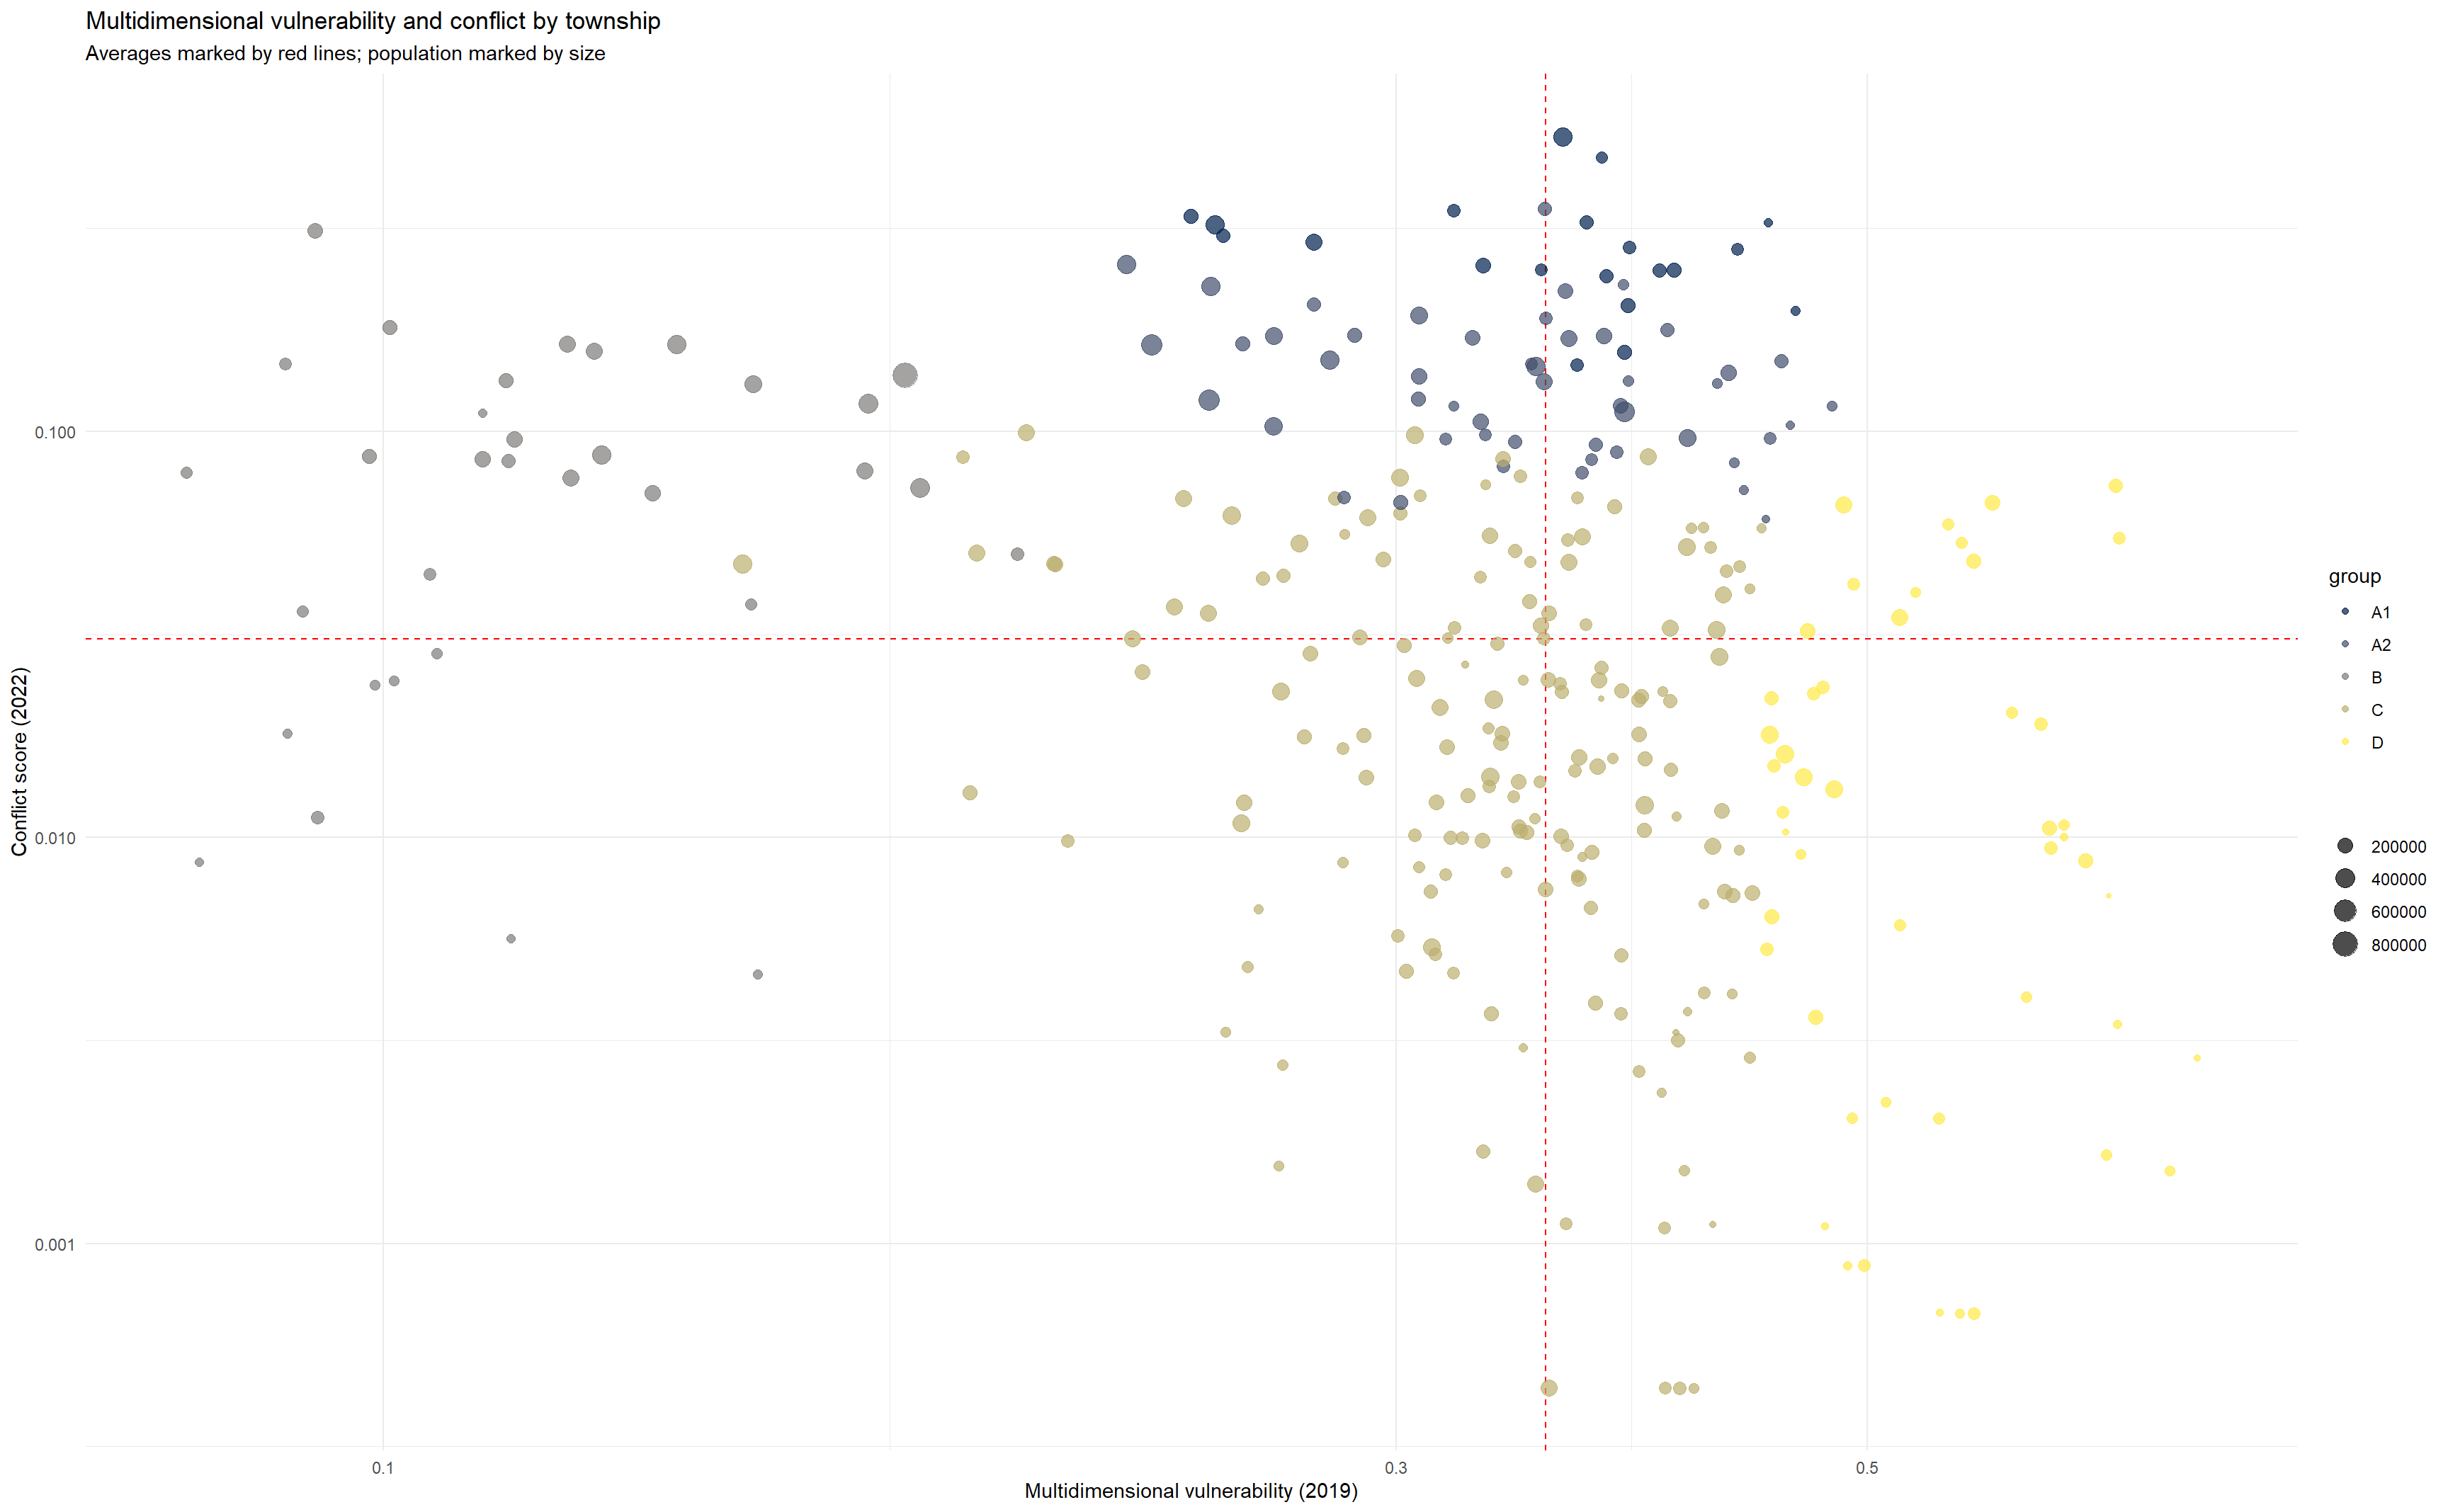 Multidimensional vulnerability and conflict by township
Averages marked by red lines; population marked by size
Conflict score (2022)
0.100
0.010
0.001
0.1
0.3
0.5
Multidimensional vulnerability (2019)
group
A1
A2
B
C
D
200000
400000
600000
800000